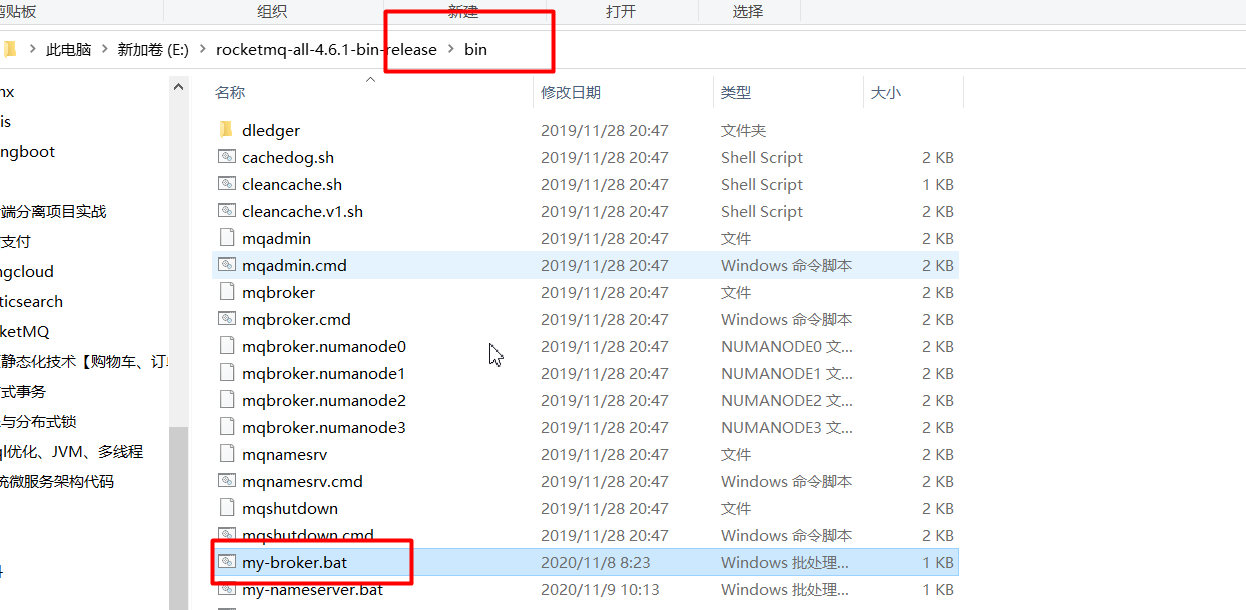 剪贴板 组织 新建 打开 选择
此电脑 > 新加卷 (E:) > rocketmq-all-4.6.1-bin-release > bin
名称 修改日期 类型 大小
dledger 2019/11/28 20:47 文件夹
cachedog.sh 2019/11/28 20:47 Shell Script 2 KB
cleancache.sh 2019/11/28 20:47 Shell Script 1 KB
cleancache.v1.sh 2019/11/28 20:47 Shell Script 2 KB
mqadmin 2019/11/28 20:47 文件 2 KB
mqadmin.cmd 2019/11/28 20:47 Windows 命令脚本 2 KB
mqbroker 2019/11/28 20:47 文件 2 KB
mqbroker.cmd 2019/11/28 20:47 Windows 命令脚本 2 KB
mqbroker.numanode0 2019/11/28 20:47 NUMANODE0 文... 2 KB
mqbroker.numanode1 2019/11/28 20:47 NUMANODE1 文... 2 KB
mqbroker.numanode2 2019/11/28 20:47 NUMANODE2 文... 2 KB
mqbroker.numanode3 2019/11/28 20:47 NUMANODE3 文... 2 KB
mqnamesrv 2019/11/28 20:47 文件 2 KB
mqnamesrv.cmd 2019/11/28 20:47 Windows 命令脚本 2 KB
mqshutdown 2019/11/28 20:47 文件 2 KB
mqshutdown.cmd 2019/11/28 20:47 Windows 命令脚本 2 KB
my-broker.bat 2020/11/8 8:23 Windows 批处理... 1 KB
my-nameserver.bat 2020/11/9 10:13 Windows 批处理... 1 KB
nx
is
ngboot
端分离项目实战
支付
ngcloud
ticsearch
ketMQ
静态化技术【购物车、订
式事务
与分布式锁
ql优化、JVM、多线程
统微服务架构代码